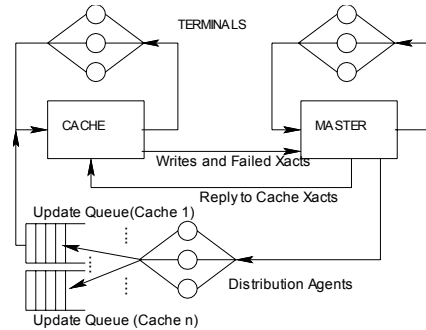 TERMINALS
CACHE
MASTER
Writes and Failed Xacts
Reply to Cache Xacts
Update Queue(Cache 1)
Distribution Agents
Update Queue(Cache n)